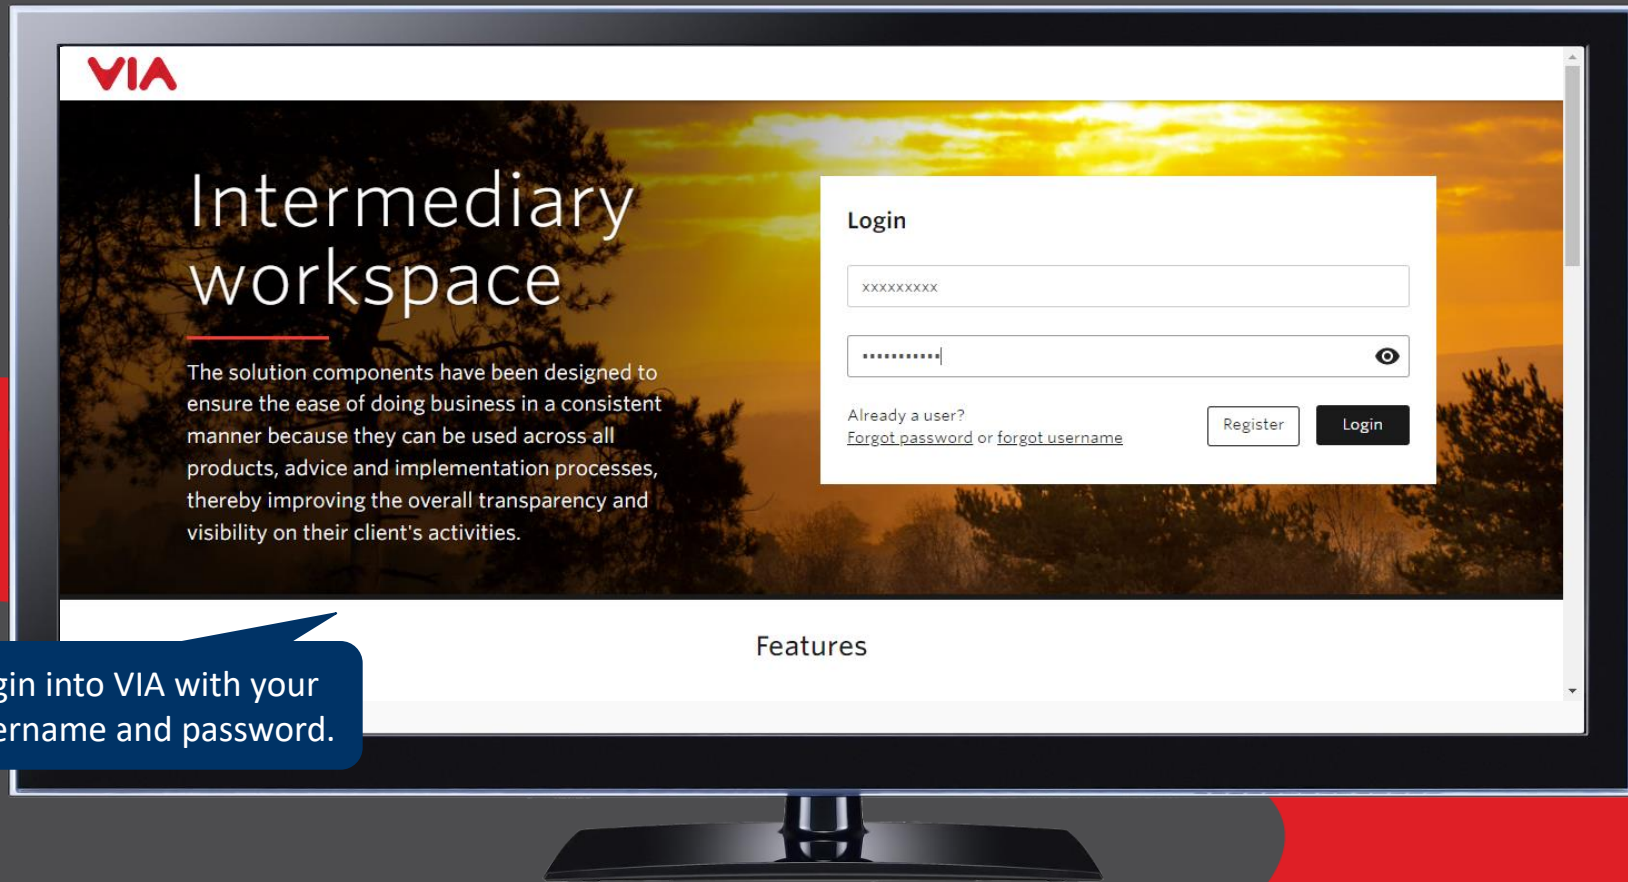 VIA
Intermediary
workspace
The solution components have been designed to
ensure the ease of doing business in a consistent
manner because they can be used across all
products, advice and implementation processes,
thereby improving the overall transparency and
visibility on their client's activities.
Login
xxxxxxxxx
•••••••••••
Already a user?
Forgot password or forgot username
Register
Login
Features
gin into VIA with your
ername and password.